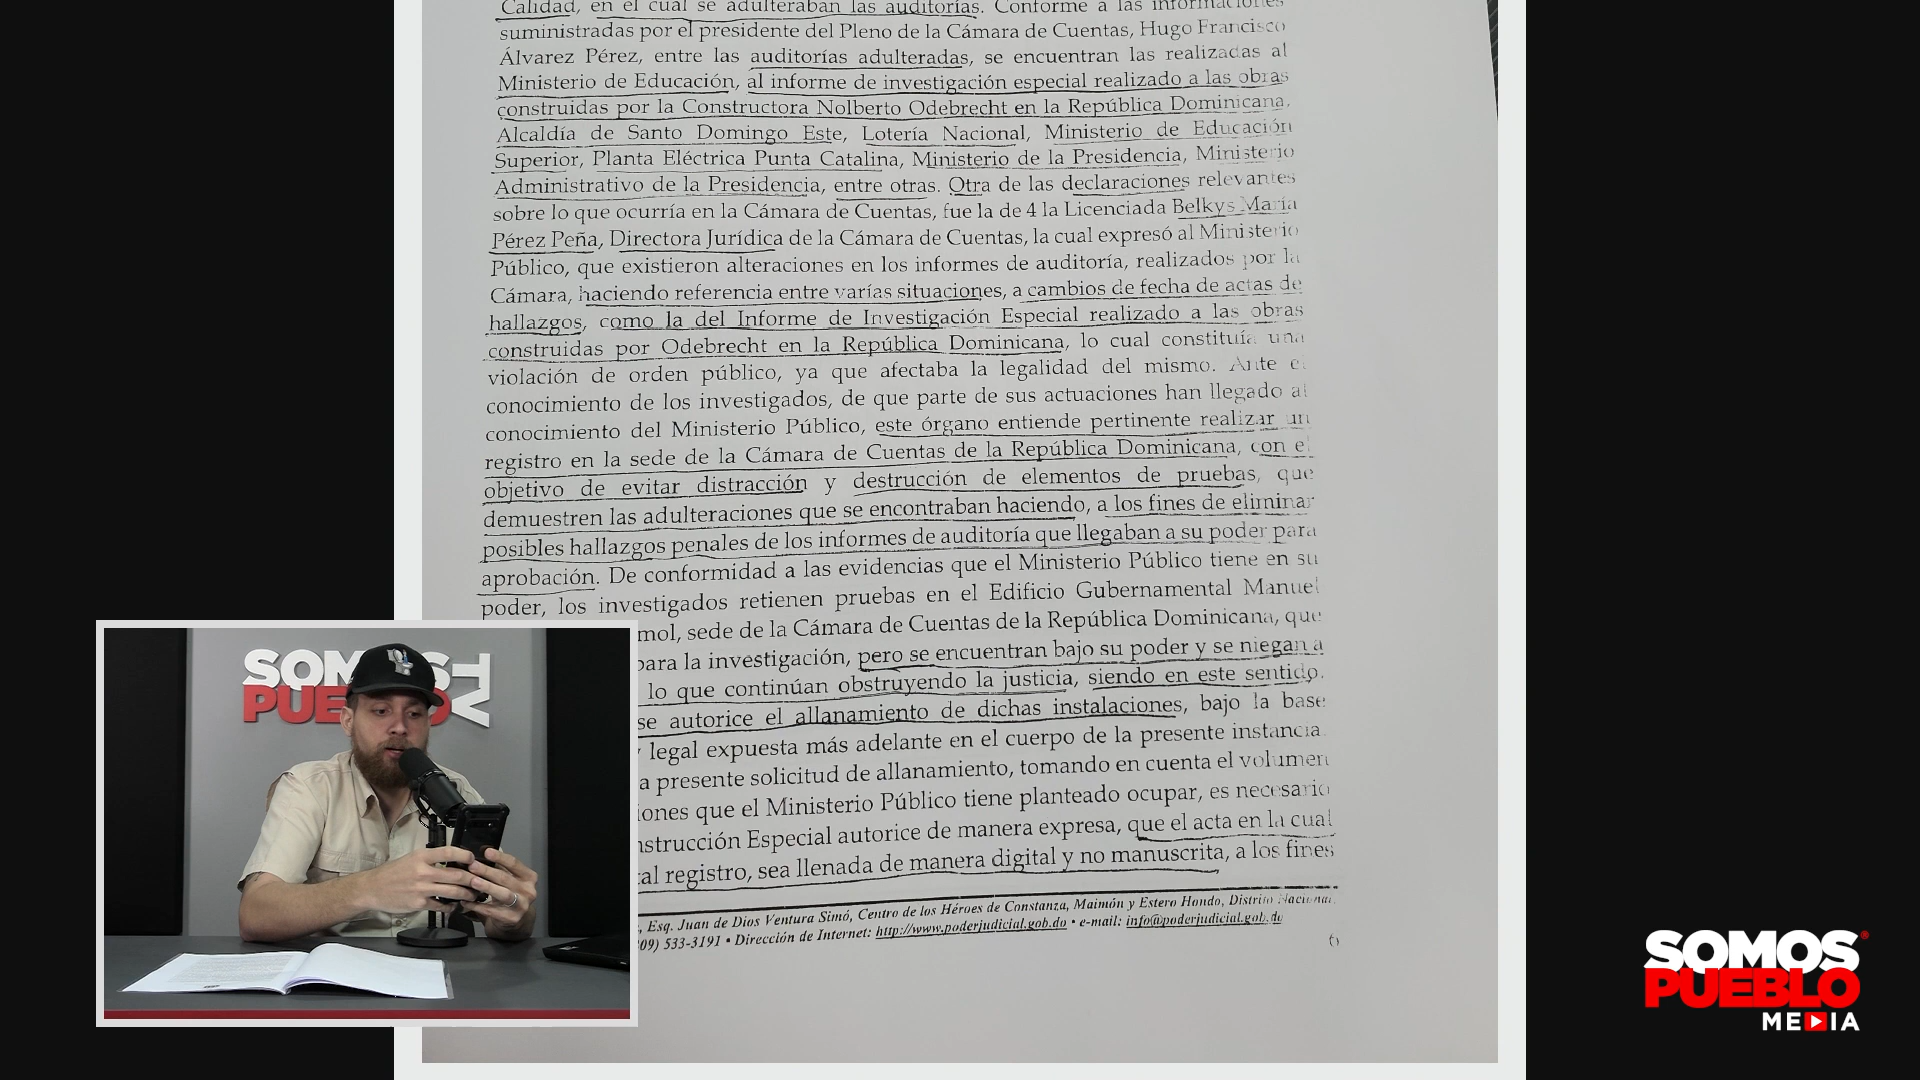 Calidad, en el cual se adulteraban las auditorías. Conforme a las informaciones
suministradas por el presidente del Pleno de la Cámara de Cuentas, Hugo Francisco
Álvarez Pérez, entre las auditorías adulteradas, se encuentran las realizadas al
Ministerio de Educación, al informe de investigación especial realizado a las obras
construidas por la Constructora Nolberto Odebrecht en la República Dominicana,
Alcaldía de Santo Domingo Este, Lotería Nacional, Ministerio de Educación
Superior, Planta Eléctrica Punta Catalina, Ministerio de la Presidencia, Ministerio
Administrativo de la Presidencia, entre otras. Otra de las declaraciones relevantes
sobre lo que ocurría en la Cámara de Cuentas, fue la de 4 la Licenciada Belkys María
Pérez Peña, Directora Jurídica de la Cámara de Cuentas, la cual expresó al Ministerio
Público, que existieron alteraciones en los informes de auditoría, realizados por la
Cámara, haciendo referencia entre varías situaciones, a cambios de fecha de actas de
hallazgos, como la del Informe de Investigación Especial realizado a las obras
construidas por Odebrecht en la República Dominicana, lo cual constituía una
violación de orden público, ya que afectaba la legalidad del mismo. Ante el
conocimiento de los investigados, de que parte de sus actuaciones han llegado al
conocimiento del Ministerio Público, este órgano entiende pertinente realizar un
registro en la sede de la Cámara de Cuentas de la República Dominicana, con el
objetivo de evitar distracción y destrucción de elementos de pruebas, que
demuestren las adulteraciones que se encontraban haciendo, a los fines de eliminar
posibles hallazgos penales de los informes de auditoría que llegaban a su poder para
aprobación. De conformidad a las evidencias que el Ministerio Público tiene en su
poder, los investigados retienen pruebas en el Edificio Gubernamental Manuel
mol, sede de la Cámara de Cuentas de la República Dominicana, que
para la investigación, pero se encuentran bajo su poder y se niegan a
lo que continúan obstruyendo la justicia, siendo en este sentido.
se autorice el allanamiento de dichas instalaciones, bajo la base
y legal expuesta más adelante en el cuerpo de la presente instancia.
a presente solicitud de allanamiento, tomando en cuenta el volumen
iones que el Ministerio Público tiene planteado ocupar, es necesario
nstrucción Especial autorice de manera expresa, que el acta en la cual
tal registro, sea llenada de manera digital y no manuscrita, a los fines
, Esq. Juan de Dios Ventura Simó, Centro de los Héroes de Constanza, Maimón y Estero Hondo, Distrito Nacional.
09) 533-3191 • Dirección de Internet: http://www.poderjudicial.gob.do • e-mail: info@poderjudicial.gob.do
SOMOS
PUEBLO
MEDIA